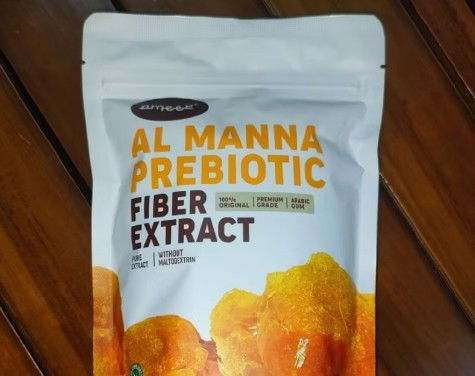 AL MANNA
PREBIOTIC
FIBER
EXTRACT
100% ORIGINAL
PREMIUM GRADE
ARABIC GUM
PURE EXTRACT
WITHOUT MALTODEXTRIN